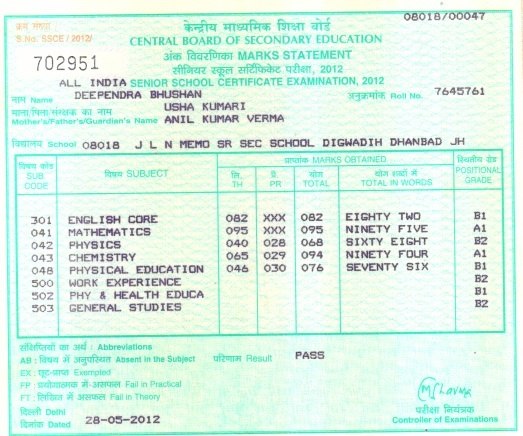 08018/00047
क्रम संख्या
S.No. SSCE / 2012/
702951
केन्द्रीय माध्यमिक शिक्षा बोर्ड
CENTRAL BOARD OF SECONDARY EDUCATION
अंक विवरणिका MARKS STATEMENT
सीनियर स्कूल सर्टिफिकेट परीक्षा, 2012
ALL INDIA SENIOR SCHOOL CERTIFICATE EXAMINATION, 2012
नाम Name DEEPENDRA BHUSHAN अनुक्रमांक Roll No. 7645761
माता/पिता/संरक्षक का नाम USHA KUMARI
Mother's/Father's/Guardian's Name ANIL KUMAR VERMA
विद्यालय School 08018 J L N MEMO SR SEC SCHOOL DIGWADIH DHANBAD JH
विषय कोड SUB CODE विषय SUBJECT प्राप्तांक MARKS OBTAINED स्थितीय ग्रेड POSITIONAL GRADE
लि. TH प्रे. PR योग TOTAL योग शब्दों में TOTAL IN WORDS
301 ENGLISH CORE 082 XXX 082 EIGHTY TWO B1
041 MATHEMATICS 095 XXX 095 NINETY FIVE A1
042 PHYSICS 040 028 068 SIXTY EIGHT B2
043 CHEMISTRY 065 029 094 NINETY FOUR A1
048 PHYSICAL EDUCATION 046 030 076 SEVENTY SIX B1
500 WORK EXPERIENCE B2
502 PHY & HEALTH EDUCA B1
503 GENERAL STUDIES B2
संक्षिप्तियों का अर्थ : Abbreviations
AB : विषय में अनुपस्थित Absent in the Subject परिणाम Result PASS
EX : छूट-प्राप्त Exempted
FP : प्रयोगात्मक में असफल Fail in Practical
FT : लिखित में असफल Fail in Theory
दिल्ली Delhi
दिनांक Dated 28-05-2012
परीक्षा नियंत्रक
Controller of Examinations